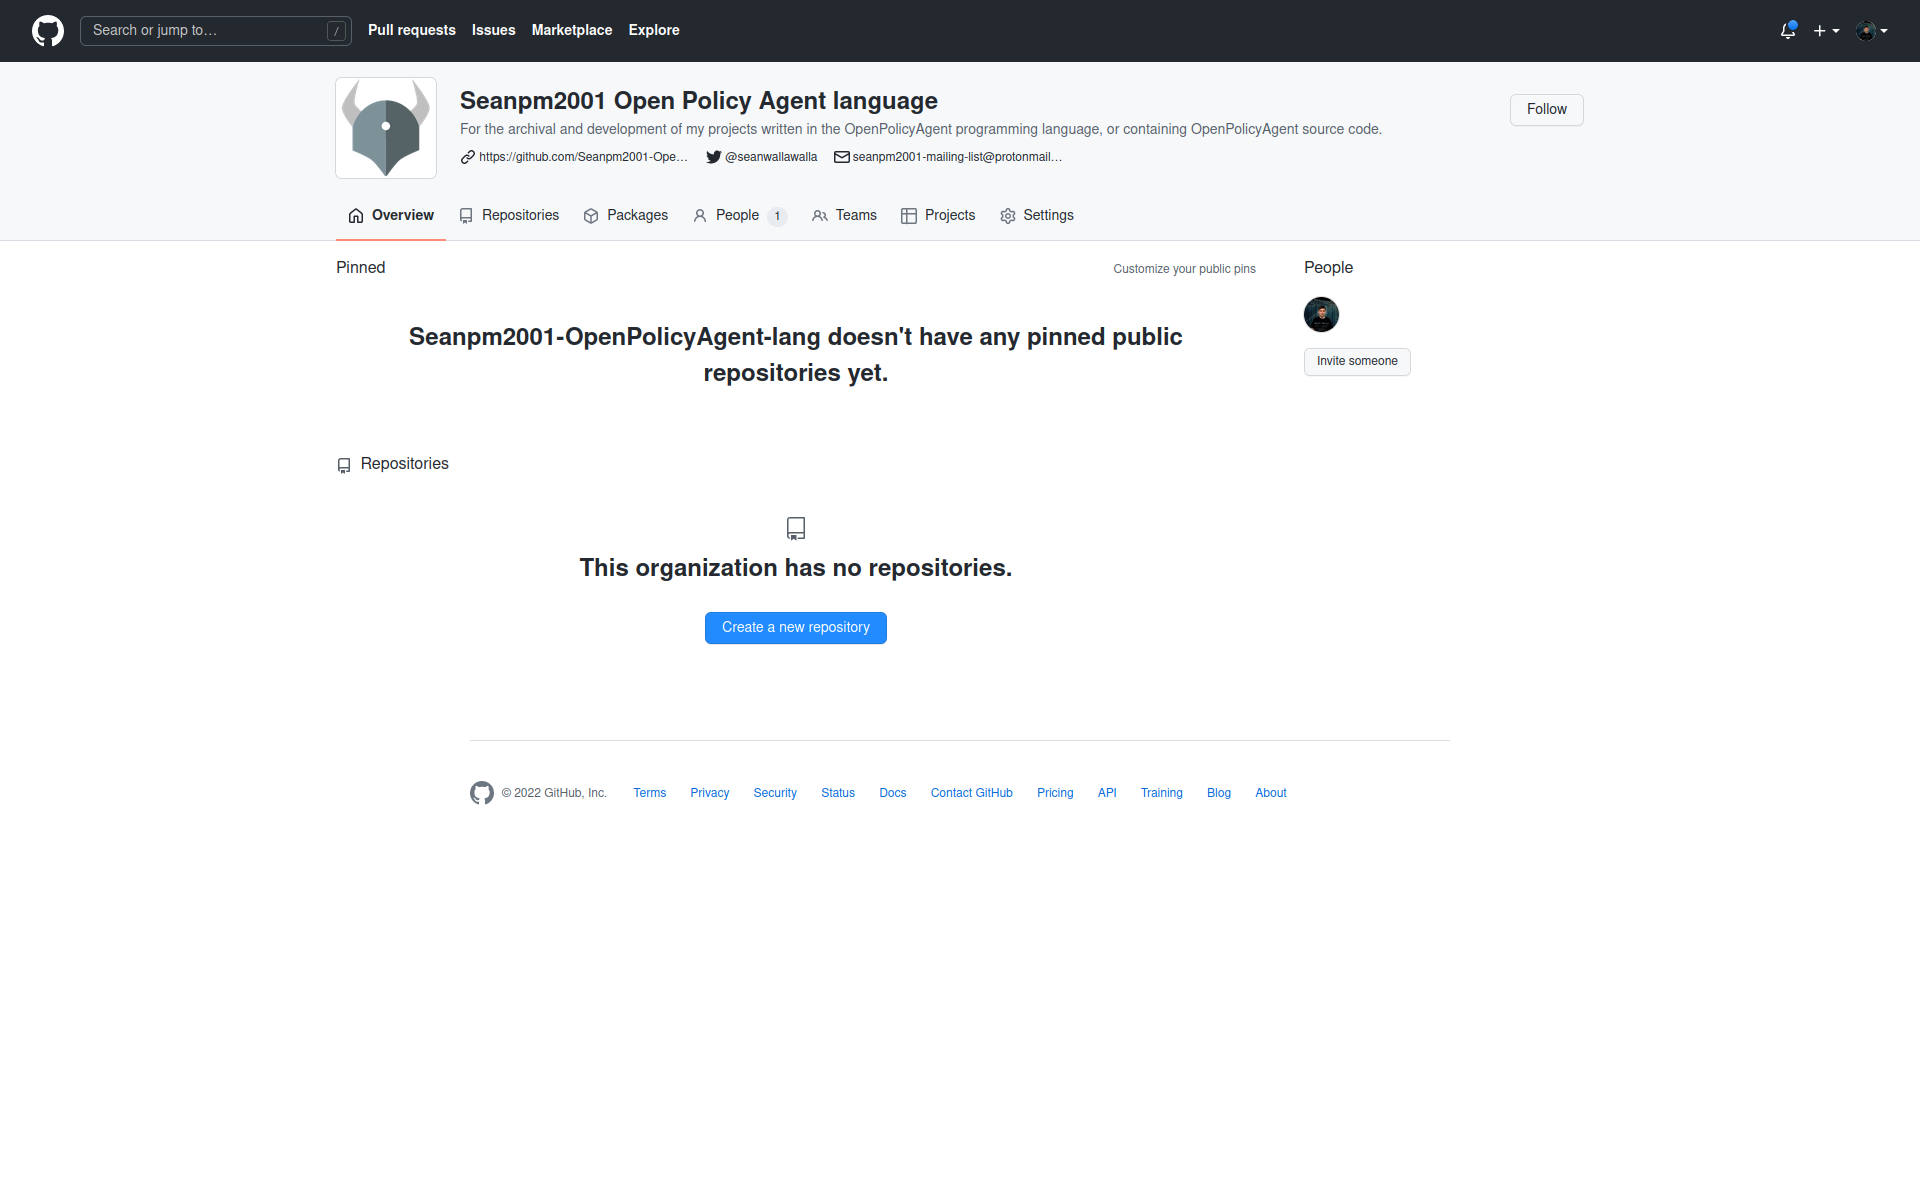 Search or jump to… /
Pull requests
Issues
Marketplace
Explore
Seanpm2001 Open Policy Agent language
For the archival and development of my projects written in the OpenPolicyAgent programming language, or containing OpenPolicyAgent source code.
https://github.com/Seanpm2001-Ope…
@seanwallawalla
seanpm2001-mailing-list@protonmail…
Follow
Overview
Repositories
Packages
People 1
Teams
Projects
Settings
Pinned
Customize your public pins
Seanpm2001-OpenPolicyAgent-lang doesn't have any pinned public
repositories yet.
People
Invite someone
Repositories
This organization has no repositories.
Create a new repository
© 2022 GitHub, Inc.
Terms
Privacy
Security
Status
Docs
Contact GitHub
Pricing
API
Training
Blog
About